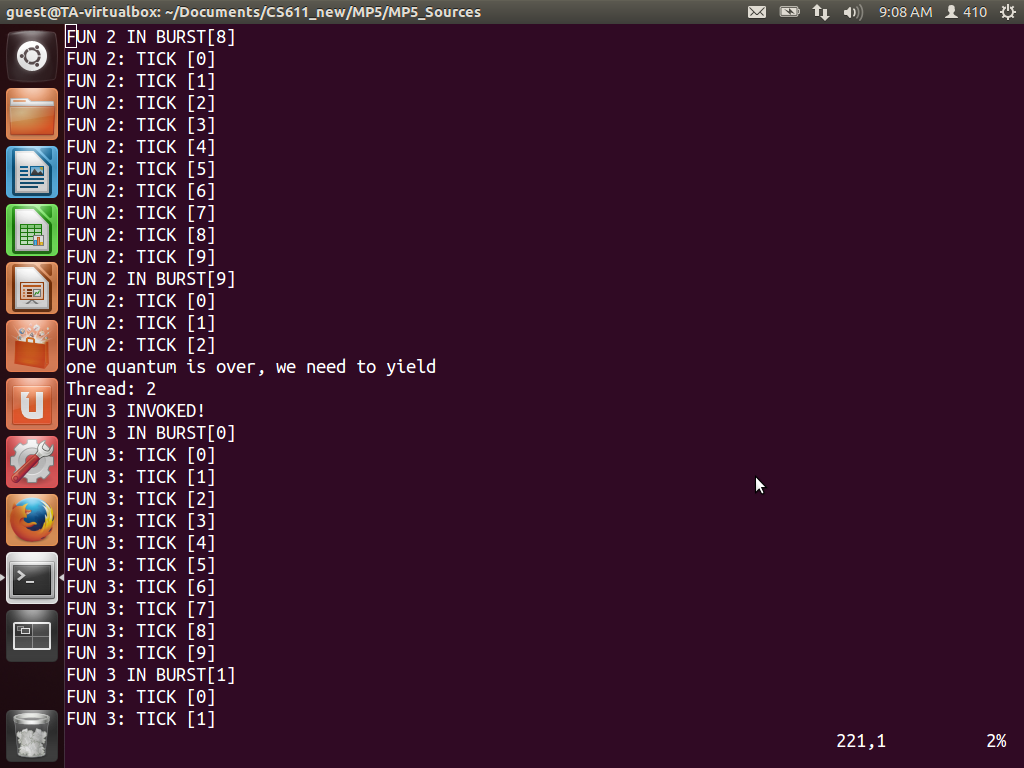 guest@TA-virtualbox: ~/Documents/CS611_new/MP5/MP5_Sources
9:08 AM
410
FUN 2 IN BURST[8]
FUN 2: TICK [0]
FUN 2: TICK [1]
FUN 2: TICK [2]
FUN 2: TICK [3]
FUN 2: TICK [4]
FUN 2: TICK [5]
FUN 2: TICK [6]
FUN 2: TICK [7]
FUN 2: TICK [8]
FUN 2: TICK [9]
FUN 2 IN BURST[9]
FUN 2: TICK [0]
FUN 2: TICK [1]
FUN 2: TICK [2]
one quantum is over, we need to yield
Thread: 2
FUN 3 INVOKED!
FUN 3 IN BURST[0]
FUN 3: TICK [0]
FUN 3: TICK [1]
FUN 3: TICK [2]
FUN 3: TICK [3]
FUN 3: TICK [4]
FUN 3: TICK [5]
FUN 3: TICK [6]
FUN 3: TICK [7]
FUN 3: TICK [8]
FUN 3: TICK [9]
FUN 3 IN BURST[1]
FUN 3: TICK [0]
FUN 3: TICK [1]
221,1 2%